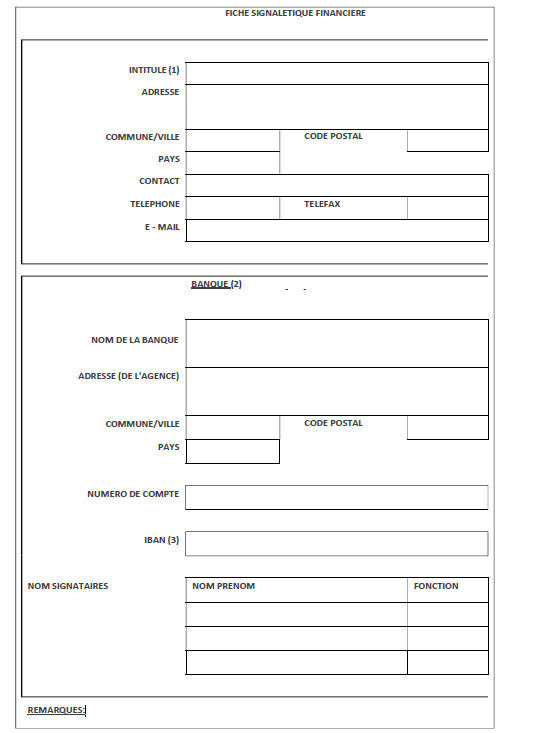 FICHE SIGNALETIQUE FINANCIERE
INTITULE (1)
ADRESSE
COMMUNE/VILLE CODE POSTAL
PAYS
CONTACT
TELEPHONE TELEFAX
E - MAIL
BANQUE (2)
- -
NOM DE LA BANQUE
ADRESSE (DE L'AGENCE)
COMMUNE/VILLE CODE POSTAL
PAYS
NUMERO DE COMPTE
IBAN (3)
NOM SIGNATAIRES NOM PRENOM FONCTION
REMARQUES: